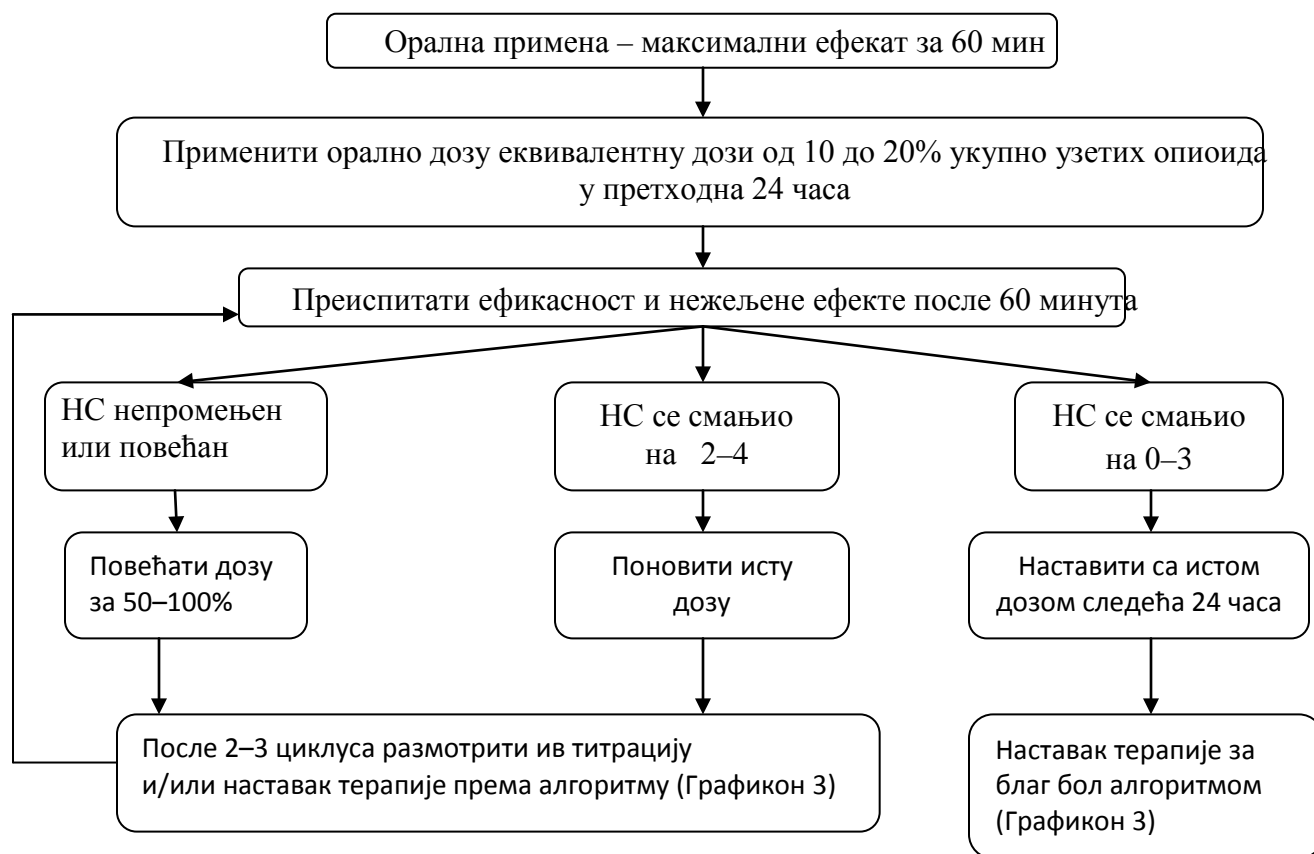 Орална примена – максимални ефекат за 60 мин
Применити орално дозу еквивалентну дози од 10 до 20% укупно узетих опиоида
у претходна 24 часа
Преиспитати ефикасност и нежељене ефекте после 60 минута
НС непромењен
или повећан
НС се смањио
на 2–4
НС се смањио
на 0–3
Повећати дозу
за 50–100%
Поновити исту
дозу
Наставити са истом
дозом следећа 24 часа
После 2–3 циклуса размотрити ив титрацију
и/или наставак терапије према алгоритму (Графикон 3)
Наставак терапије за
благ бол алгоритмом
(Графикон 3)